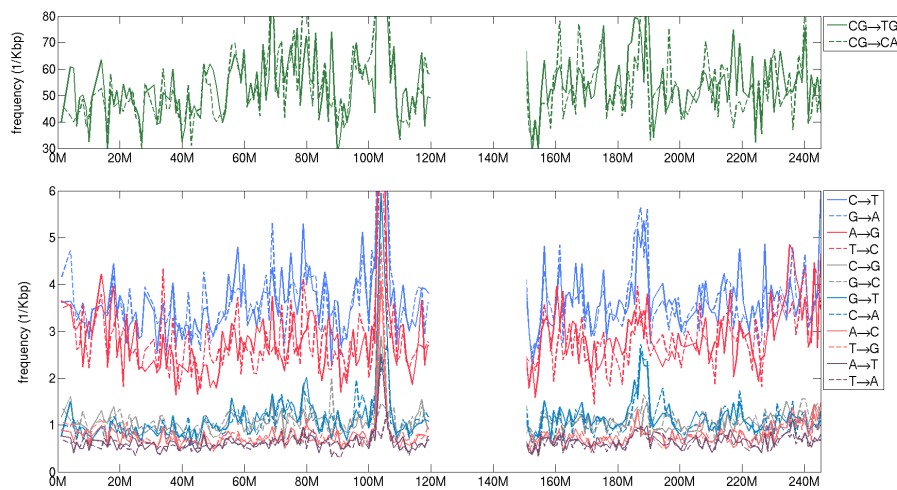 80
70
60
50
40
30
frequency (1/Kbp)
0M 20M 40M 60M 80M 100M 120M 140M 160M 180M 200M 220M 240M
CG→TG
CG→CA
6
5
4
3
2
1
0
frequency (1/Kbp)
0M 20M 40M 60M 80M 100M 120M 140M 160M 180M 200M 220M 240M
C→T
G→A
A→G
T→C
C→G
G→C
G→T
C→A
A→C
T→G
A→T
T→A